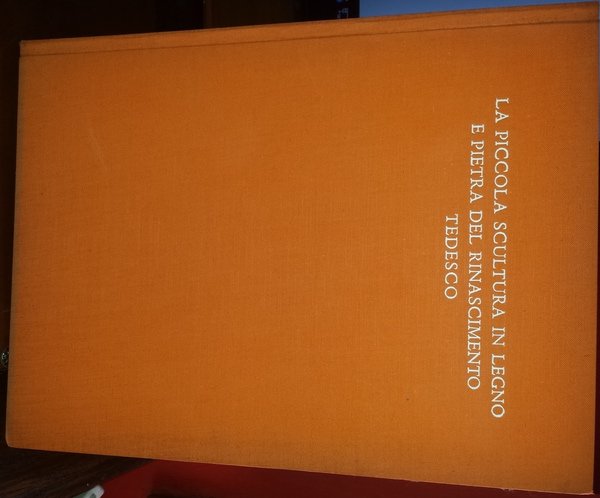 LA PICCOLA SCULTURA IN LEGNO
E PIETRA DEL RINASCIMENTO
TEDESCO